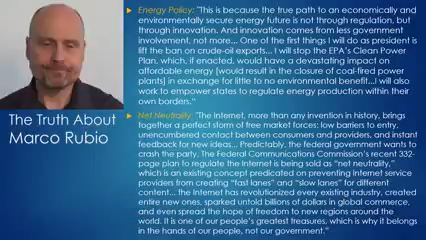 Energy Policy: "This is because the true path to an economically and
environmentally secure energy future is not through regulation, but
through innovation. And innovation comes from less government
involvement, not more... One of the first things I will do as president is
lift the ban on crude-oil exports... I will stop the EPA's Clean Power
Plan, which, if enacted, would have a devastating impact on
affordable energy [would result in the closure of coal-fired power
plants] in exchange for little to no environmental benefit...I will also
work to empower states to regulate energy production within their
own borders."
Net Neutrality: "The Internet, more than any invention in history, brings
together a perfect storm of free market forces: low barriers to entry,
unencumbered contact between consumers and providers, and instant
feedback for new ideas... Predictably, the federal government wants to
crash the party. The Federal Communications Commission's recent 332-
page plan to regulate the Internet is being sold as "net neutrality,"
which is an existing concept predicated on preventing Internet service
providers from creating "fast lanes" and "slow lanes" for different
content... the Internet has revolutionized every existing industry, created
entire new ones, sparked untold billions of dollars in global commerce,
and even spread the hope of freedom to new regions around the
world. It is one of our people's greatest treasures, which is why it belongs
in the hands of our people, not our government."
The Truth About
Marco Rubio